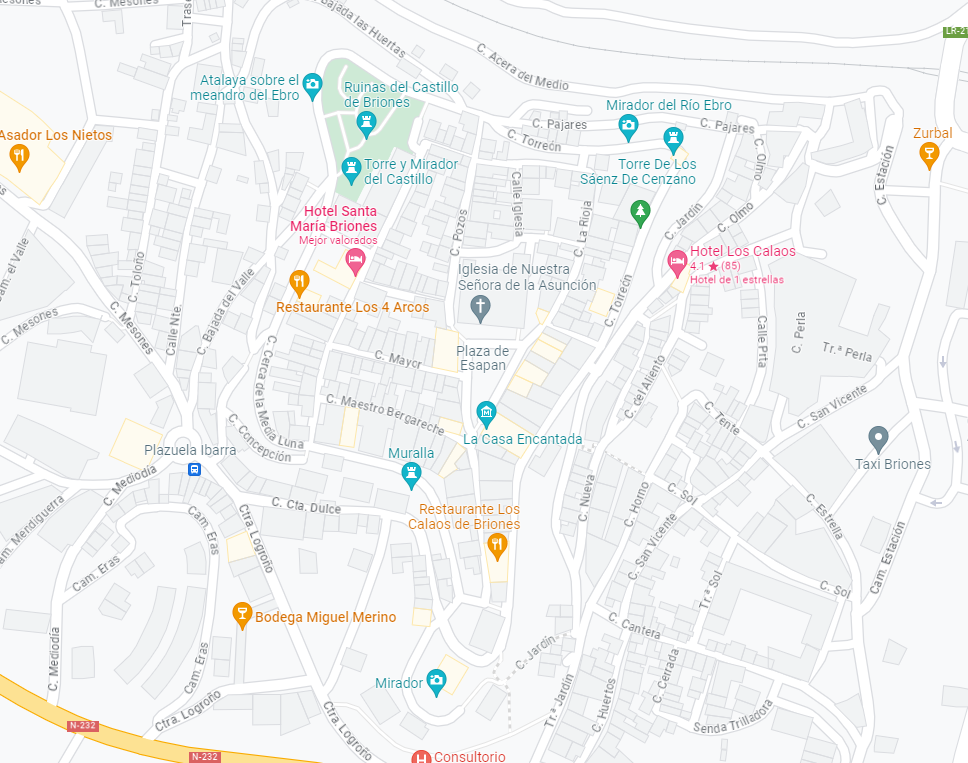 Mesones
C. Mesones
Trasc
Bajada las Huertas
C. Acera del Medio
LR-2
Atalaya sobre el
meandro del Ebro
Ruinas del Castillo
de Briones
Mirador del Río Ebro
C. Pajares
C. Pajares
C. Torreón
Asador Los Nietos
Zurbal
Torre y Mirador
del Castillo
Torre De Los
Sáenz De Cenzano
C. Olmo
C. Estación
Calle Iglesia
C. La Rioja
C. Jardín
C. Olmo
Hotel Santa
María Briones
Mejor valorados
C. Pozos
Cam. el Valle
C. Toloño
Hotel Los Calaos
4.1 ★ (85)
Hotel de 1 estrellas
Iglesia de Nuestra
Señora de la Asunción
C. Torreón
Restaurante Los 4 Arcos
C. Mesones
C. Mesones
Calle Nte.
C. Bajada del Valle
C. Cerca de la Media Luna
C. Mayor
Plaza de
Esapan
Calle Prta
C. Perla
Tr.ª Perla
C. del Aliento
C. San Vicente
C. Maestro Bergareche
La Casa Encantada
C. Tente
C. Concepción
Plazuela Ibarra
Muralla
Taxi Briones
C. Mediodía
C. Cta. Dulce
Restaurante Los
Calaos de Briones
C. Nueva
C. Horno
C. Sol
C. Estrella
Cam. Mendiguerra
Cam. Eras
Ctra. Logroño
C. San Vicente
Cam. Estación
Cam. Eras
Tr.ª Sol
C. Sol
Bodega Miguel Merino
C. Cantera
C. Mediodía
Cam. Eras
C. Jardín
C. Cerrada
Mirador
Tr.ª Jardín
C. Huertos
Ctra. Logroño
Ctra. Logroño
Senda Trilladota
N-232
N-232
H
Consultorio